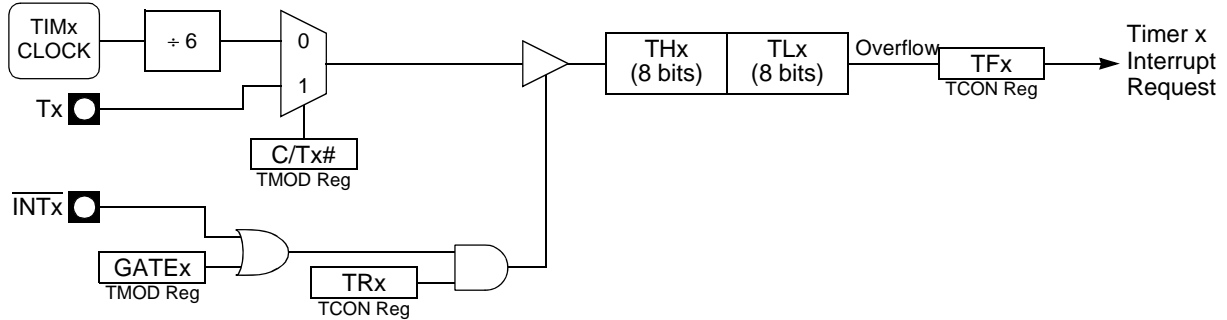 TIMx
CLOCK
÷ 6
0
1
Tx
C/Tx#
TMOD Reg
THx
(8 bits)
TLx
(8 bits)
Overflow
TFx
TCON Reg
Timer x
Interrupt
Request
INTx
GATEx
TMOD Reg
TRx
TCON Reg